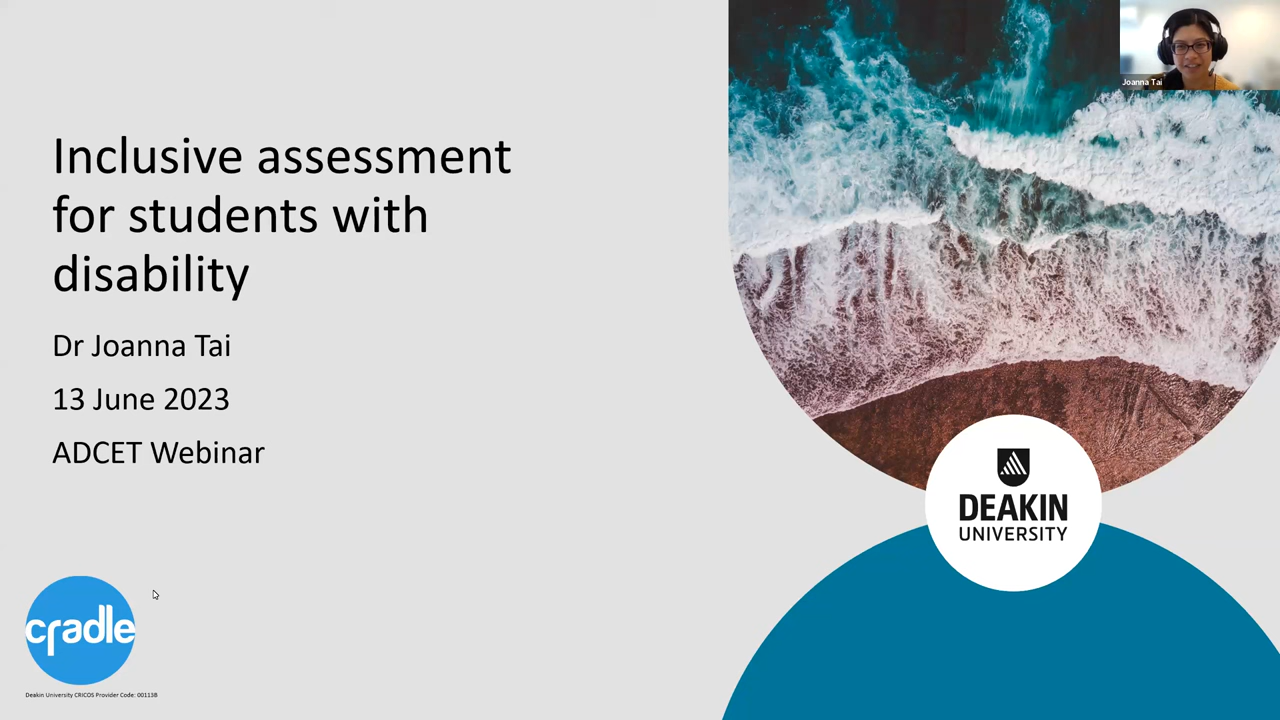 Joanna Tai
Inclusive assessment
for students with
disability
Dr Joanna Tai
13 June 2023
ADCET Webinar
DEAKIN
UNIVERSITY
cradle
Deakin University CRICOS Provider Code: 00113B